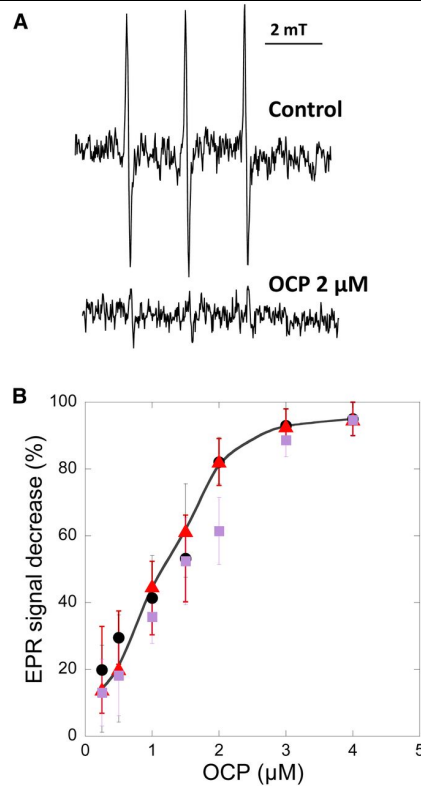 A
2 mT
Control
OCP 2 µM
B
100
80
60
40
20
0
EPR signal decrease (%)
0 1 2 3 4 5
OCP (µM)